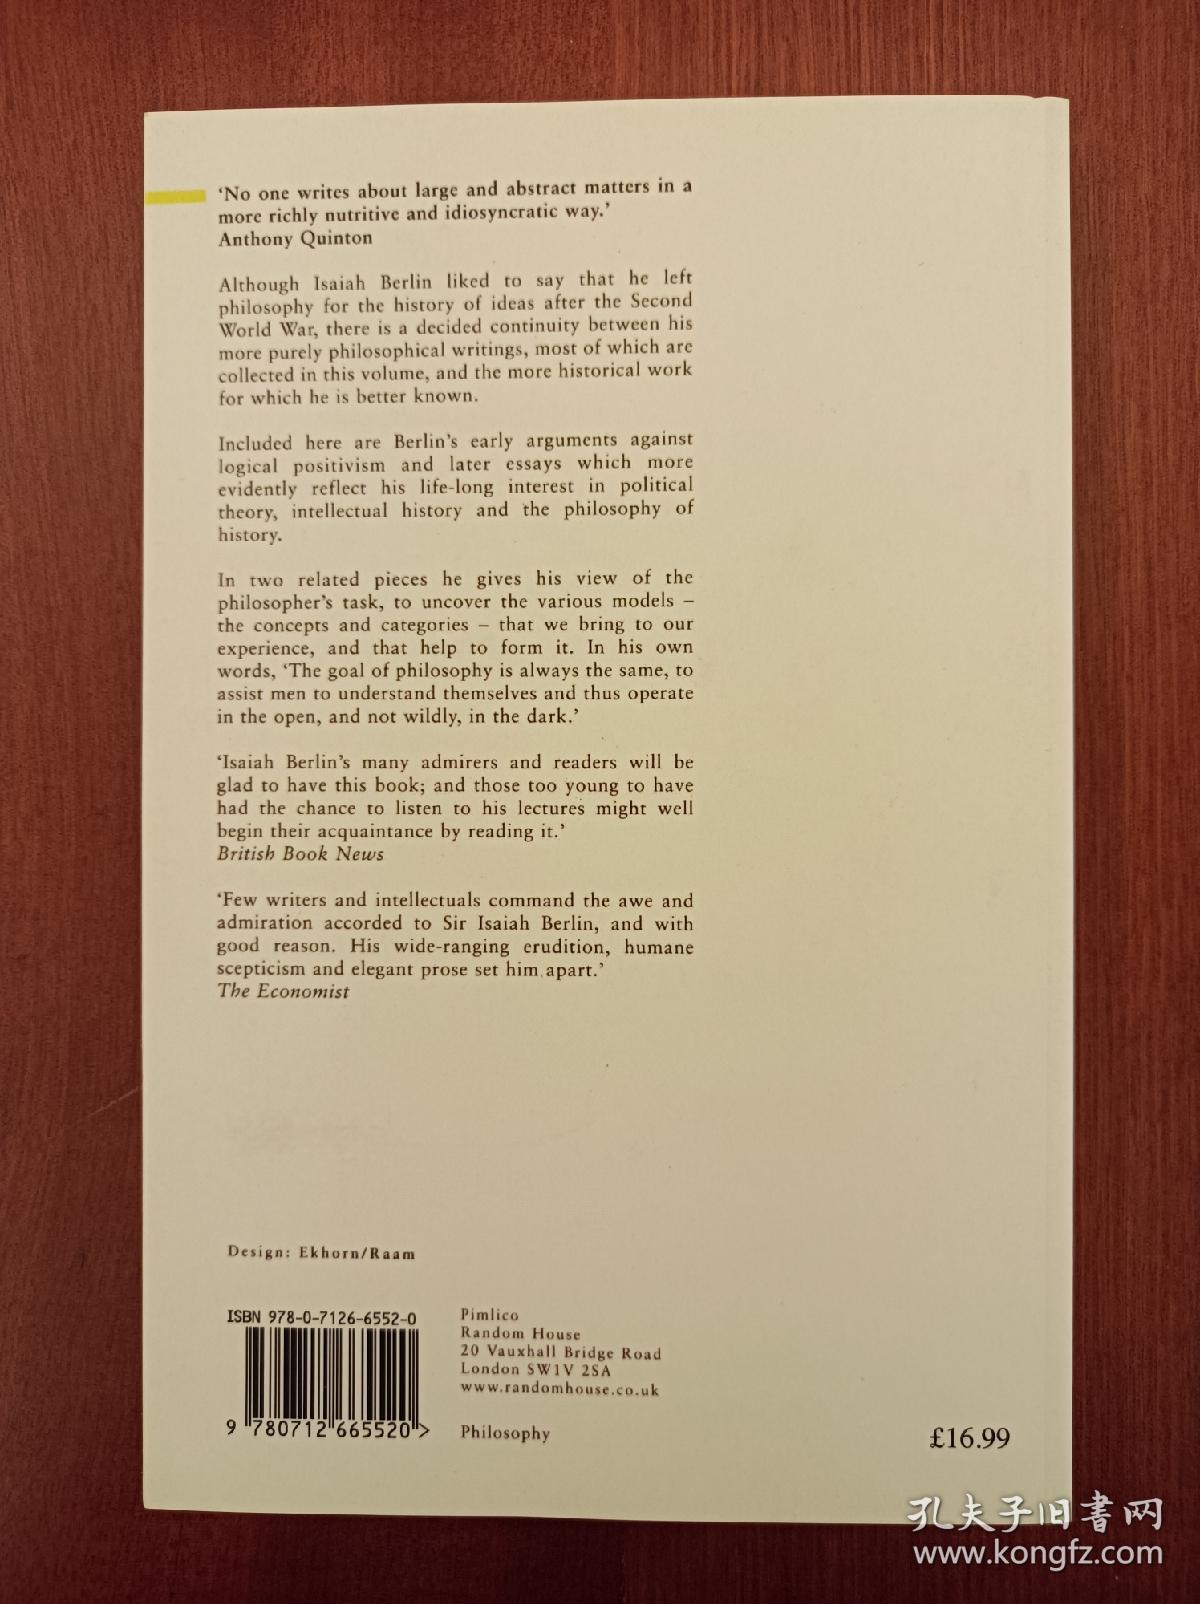 ‘No one writes about large and abstract matters in a
more richly nutritive and idiosyncratic way.’
Anthony Quinton
Although Isaiah Berlin liked to say that he left
philosophy for the history of ideas after the Second
World War, there is a decided continuity between his
more purely philosophical writings, most of which are
collected in this volume, and the more historical work
for which he is better known.
Included here are Berlin’s early arguments against
logical positivism and later essays which more
evidently reflect his life-long interest in political
theory, intellectual history and the philosophy of
history.
In two related pieces he gives his view of the
philosopher’s task, to uncover the various models –
the concepts and categories – that we bring to our
experience, and that help to form it. In his own
words, ‘The goal of philosophy is always the same, to
assist men to understand themselves and thus operate
in the open, and not wildly, in the dark.’
‘Isaiah Berlin’s many admirers and readers will be
glad to have this book; and those too young to have
had the chance to listen to his lectures might well
begin their acquaintance by reading it.’
British Book News
‘Few writers and intellectuals command the awe and
admiration accorded to Sir Isaiah Berlin, and with
good reason. His wide-ranging erudition, humane
scepticism and elegant prose set him apart.’
The Economist
Design: Ekhorn/Raam
ISBN 978-0-7126-6552-0
9 780712 665520 >
Pimlico
Random House
20 Vauxhall Bridge Road
London SW1V 2SA
www.randomhouse.co.uk
Philosophy
£16.99
孔夫子旧书网
www.kongfz.com